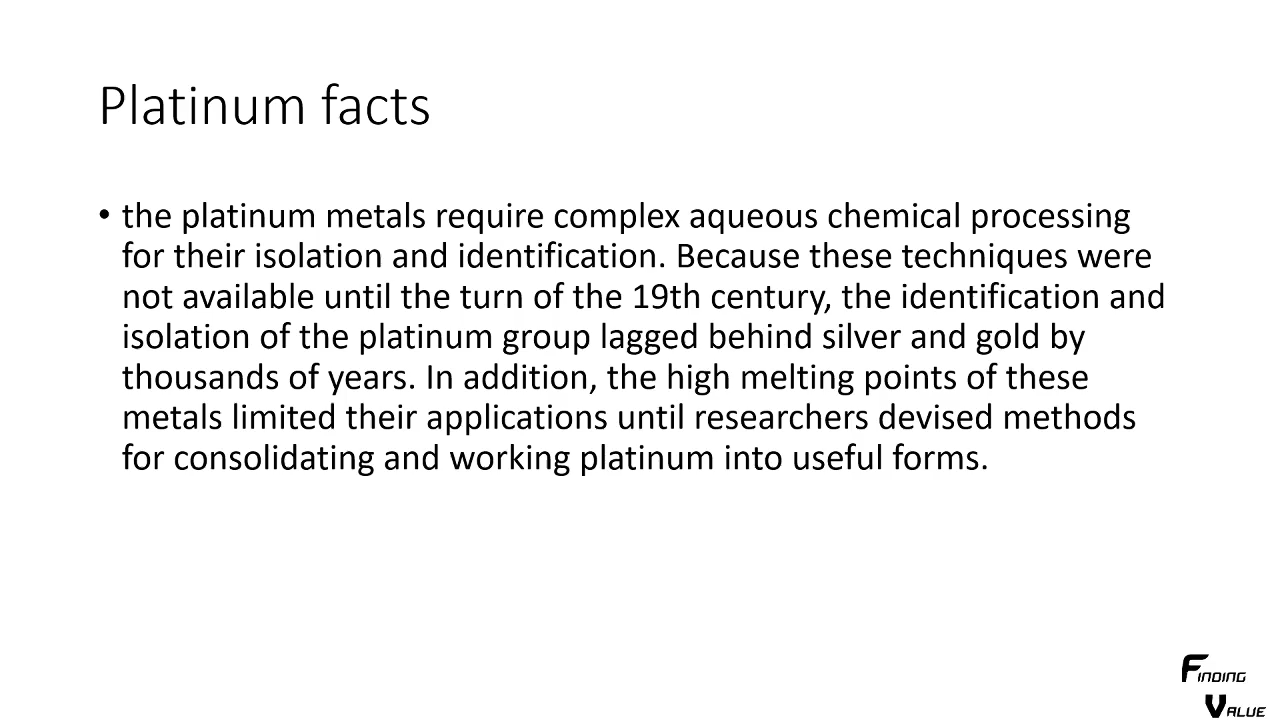 Platinum facts
• the platinum metals require complex aqueous chemical processing
for their isolation and identification. Because these techniques were
not available until the turn of the 19th century, the identification and
isolation of the platinum group lagged behind silver and gold by
thousands of years. In addition, the high melting points of these
metals limited their applications until researchers devised methods
for consolidating and working platinum into useful forms.
Finding
Value